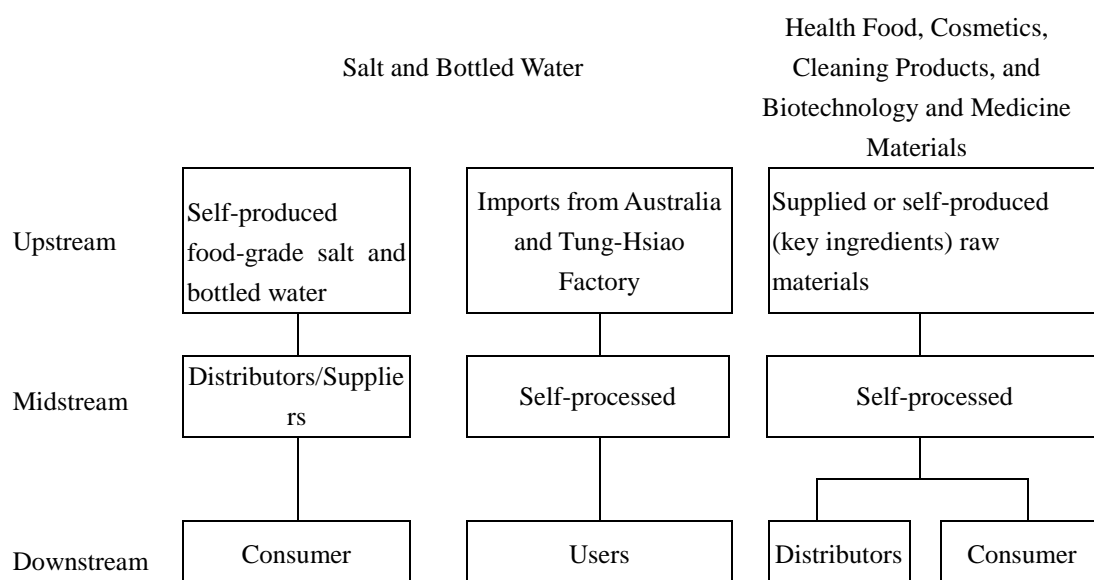 Salt and Bottled Water
Health Food, Cosmetics,
Cleaning Products, and
Biotechnology and Medicine
Materials
Upstream
Self-produced
food-grade salt and
bottled water
Imports from Australia
and Tung-Hsiao
Factory
Supplied or self-produced
(key ingredients) raw
materials
Midstream
Distributors/Supplie
rs
Self-processed
Self-processed
Downstream
Consumer
Users
Distributors
Consumer